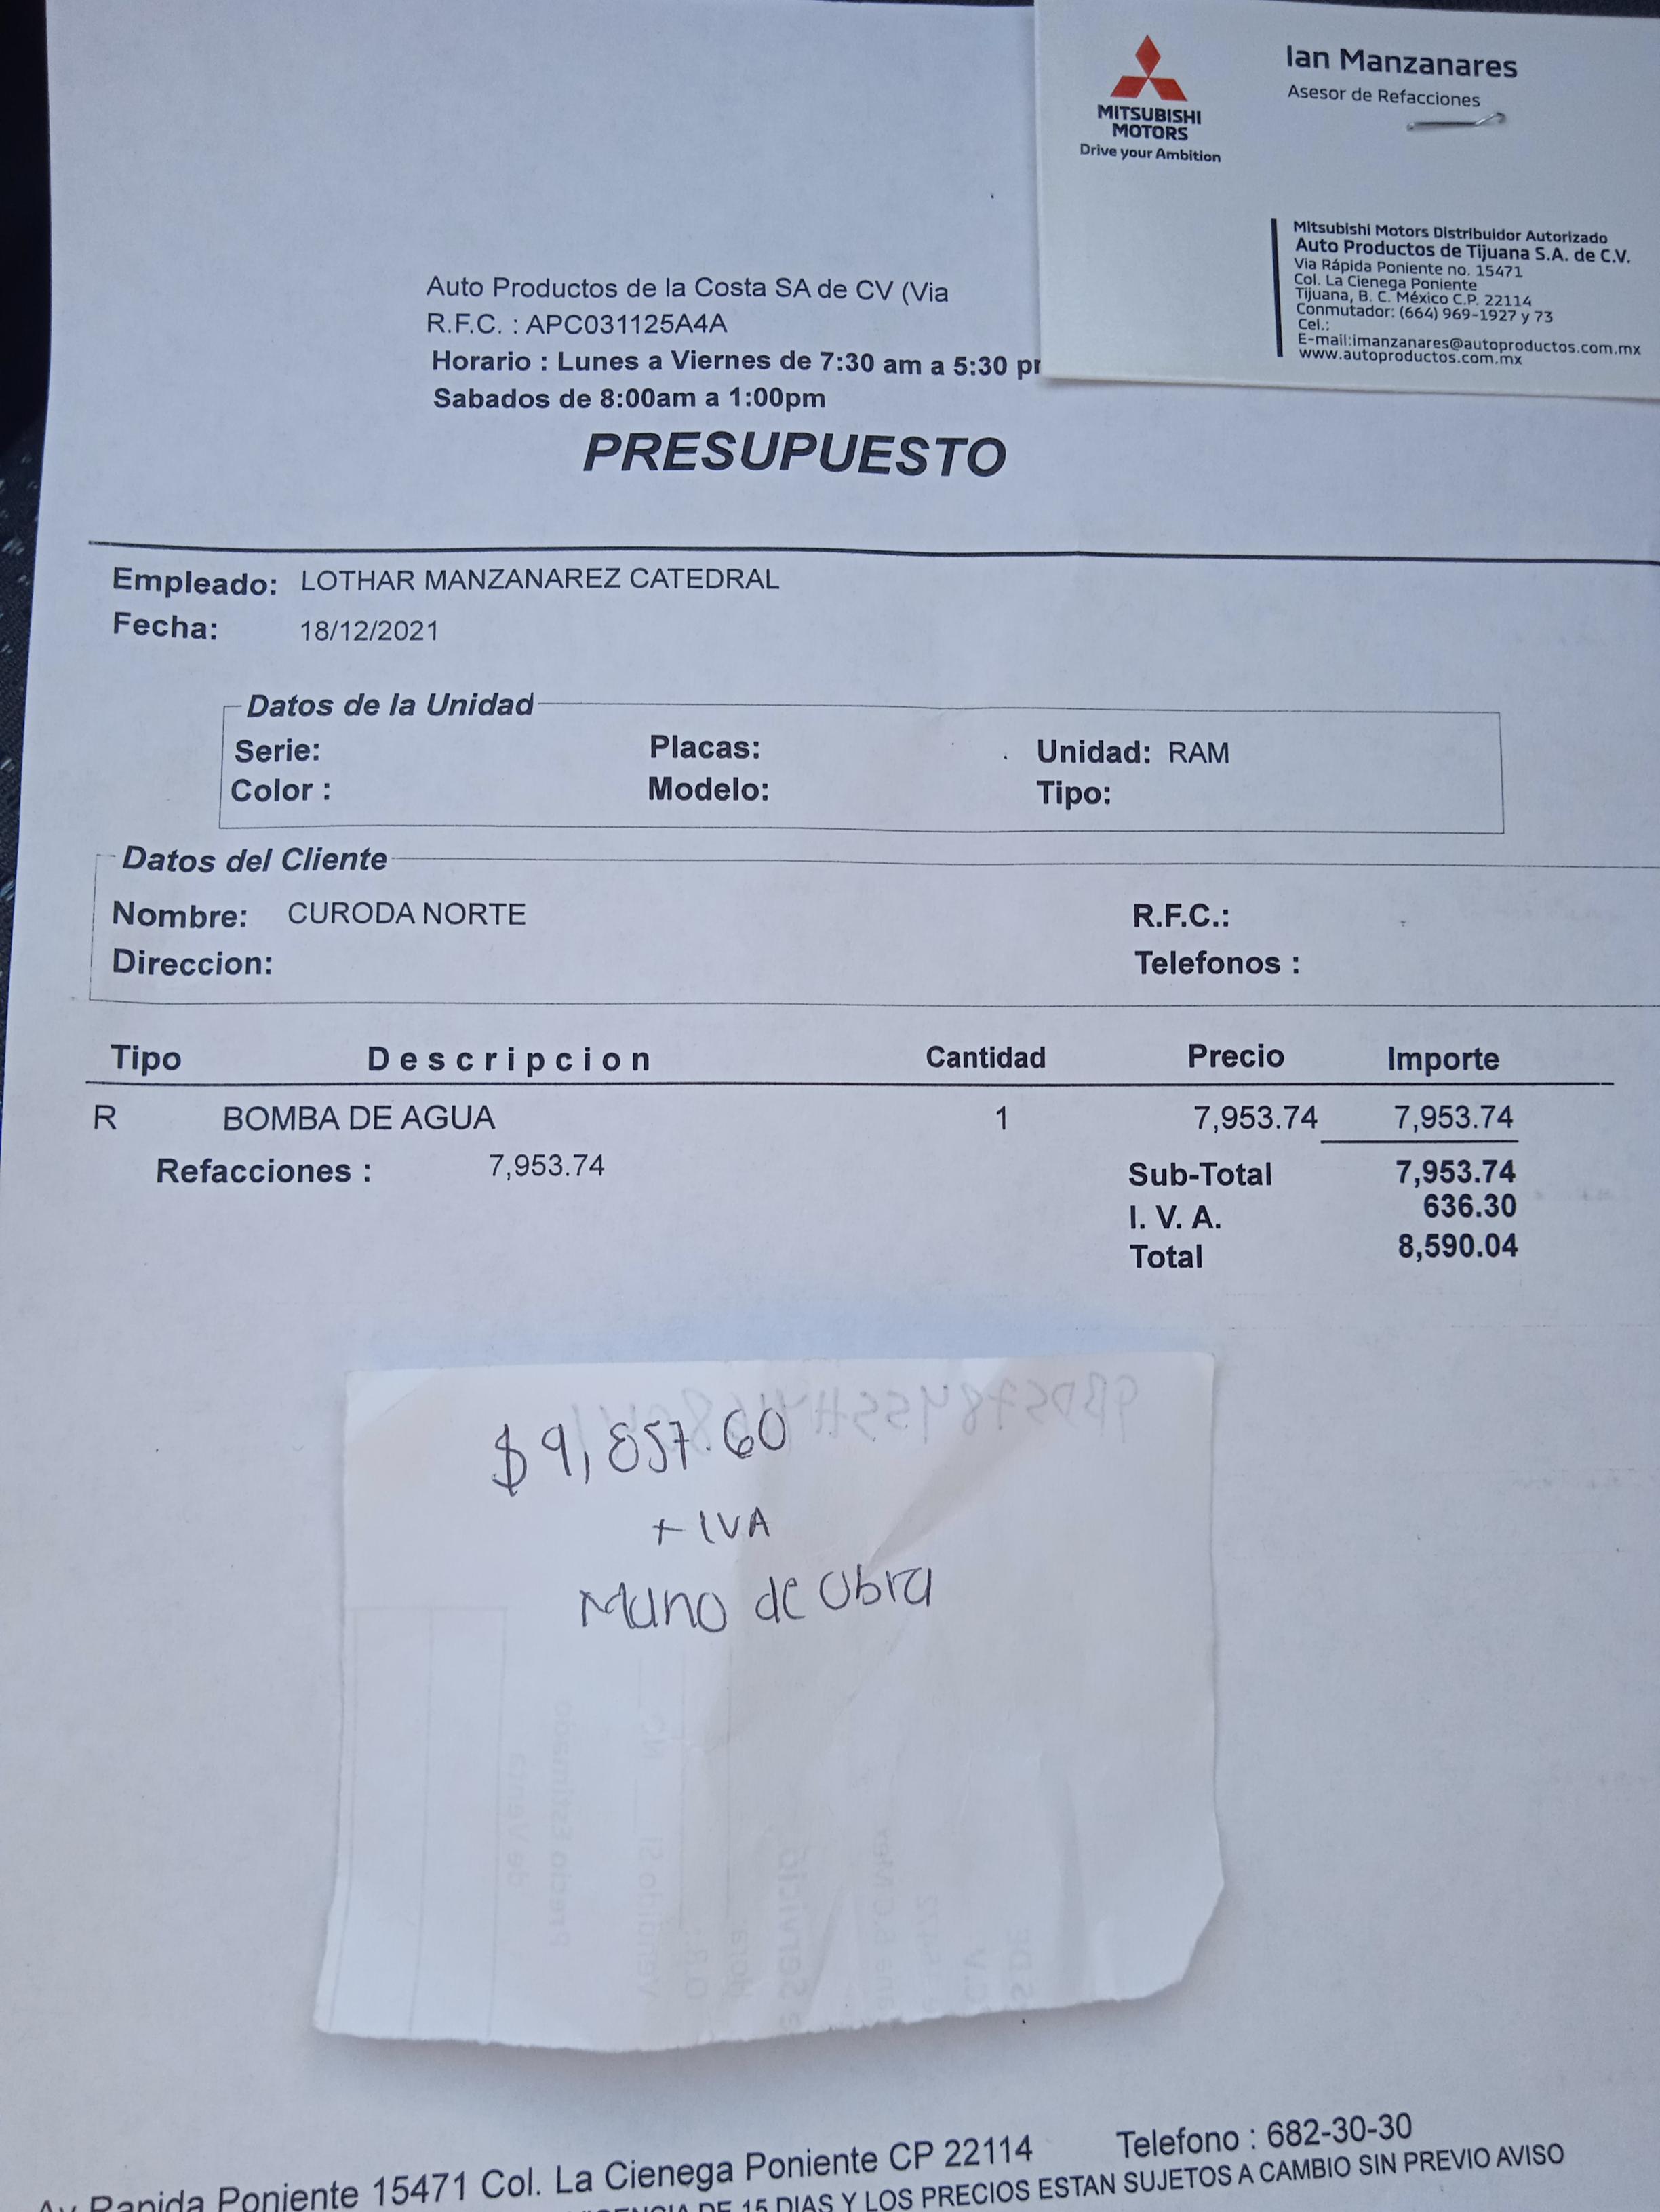 Ian Manzanares
Asesor de Refacciones
MITSUBISHI
MOTORS
Drive your Ambition
Mitsubishi Motors Distribuidor Autorizado
Auto Productos de Tijuana S.A. de C.V.
Via Rápida Poniente no. 15471
Col. La Cienega Poniente
Tijuana, B. C. México C.P. 22114
Conmutador: (664) 969-1927 y 73
Cel.:
E-mail:imanzanares@autoproductos.com.mx
www.autoproductos.com.mx
Auto Productos de la Costa SA de CV (Via
R.F.C. : APC031125A4A
Horario : Lunes a Viernes de 7:30 am a 5:30
Sabados de 8:00am a 1:00pm
PRESUPUESTO
Empleado: LOTHAR MANZANAREZ CATEDRAL
Fecha: 18/12/2021
Datos de la Unidad
Serie: Placas: Unidad: RAM
Color : Modelo: Tipo:
Datos del Cliente
Nombre: CURODA NORTE R.F.C.:
Direccion: Telefonos :
Tipo Descripcion Cantidad Precio Importe
R BOMBA DE AGUA 1 7,953.74 7,953.74
Refacciones : 7,953.74 Sub-Total 7,953.74
I. V. A. 636.30
Total 8,590.04
$9,857.60
+ IVA
Mano de obra
Rapida Poniente 15471 Col. La Cienega Poniente CP 22114 Telefono : 682-30-30
DE 15 DIAS Y LOS PRECIOS ESTAN SUJETOS A CAMBIO SIN PREVIO AVISO